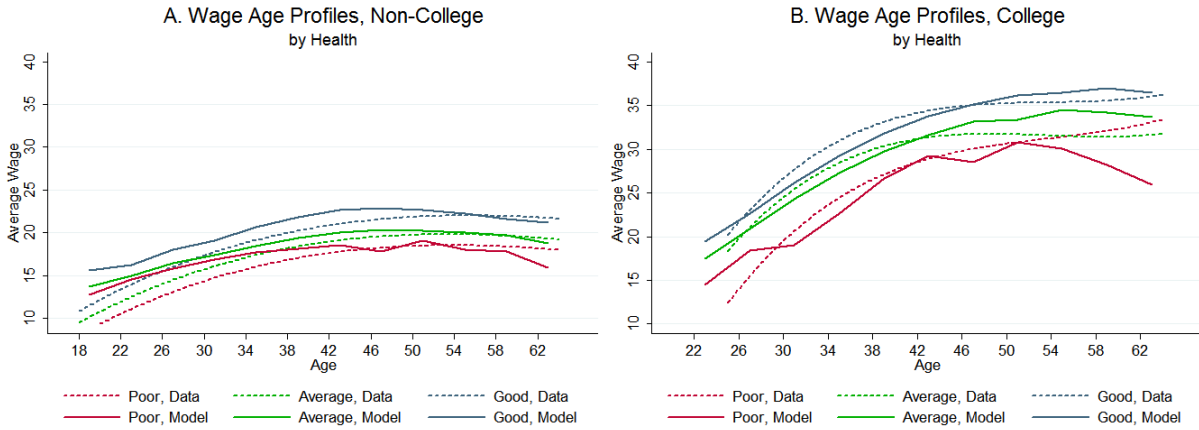 A. Wage Age Profiles, Non-College
by Health
Average Wage
40
35
30
25
20
15
10
18 22 26 30 34 38 42 46 50 54 58 62
Age
Poor, Data Average, Data Good, Data
Poor, Model Average, Model Good, Model
B. Wage Age Profiles, College
by Health
Average Wage
40
35
30
25
20
15
10
22 26 30 34 38 42 46 50 54 58 62
Age
Poor, Data Average, Data Good, Data
Poor, Model Average, Model Good, Model